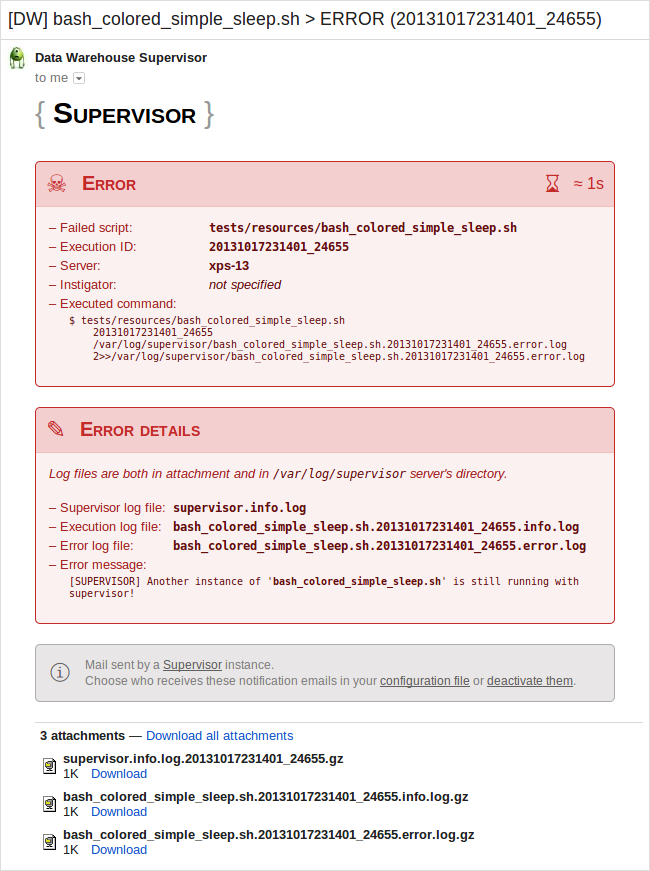 [DW] bash_colored_simple_sleep.sh > ERROR (20131017231401_24655)
Data Warehouse Supervisor
to me
{ SUPERVISOR }
☠ ERROR ≈ 1s
– Failed script: tests/resources/bash_colored_simple_sleep.sh
– Execution ID: 20131017231401_24655
– Server: xps-13
– Instigator: not specified
– Executed command:
$ tests/resources/bash_colored_simple_sleep.sh
20131017231401_24655
/var/log/supervisor/bash_colored_simple_sleep.sh.20131017231401_24655.error.log
2>>/var/log/supervisor/bash_colored_simple_sleep.sh.20131017231401_24655.error.log
✎ ERROR DETAILS
Log files are both in attachment and in /var/log/supervisor server's directory.
– Supervisor log file: supervisor.info.log
– Execution log file: bash_colored_simple_sleep.sh.20131017231401_24655.info.log
– Error log file: bash_colored_simple_sleep.sh.20131017231401_24655.error.log
– Error message:
[SUPERVISOR] Another instance of 'bash_colored_simple_sleep.sh' is still running with
supervisor!
Mail sent by a Supervisor instance.
Choose who receives these notification emails in your configuration file or deactivate them.
3 attachments — Download all attachments
supervisor.info.log.20131017231401_24655.gz
1K Download
bash_colored_simple_sleep.sh.20131017231401_24655.info.log.gz
1K Download
bash_colored_simple_sleep.sh.20131017231401_24655.error.log.gz
1K Download